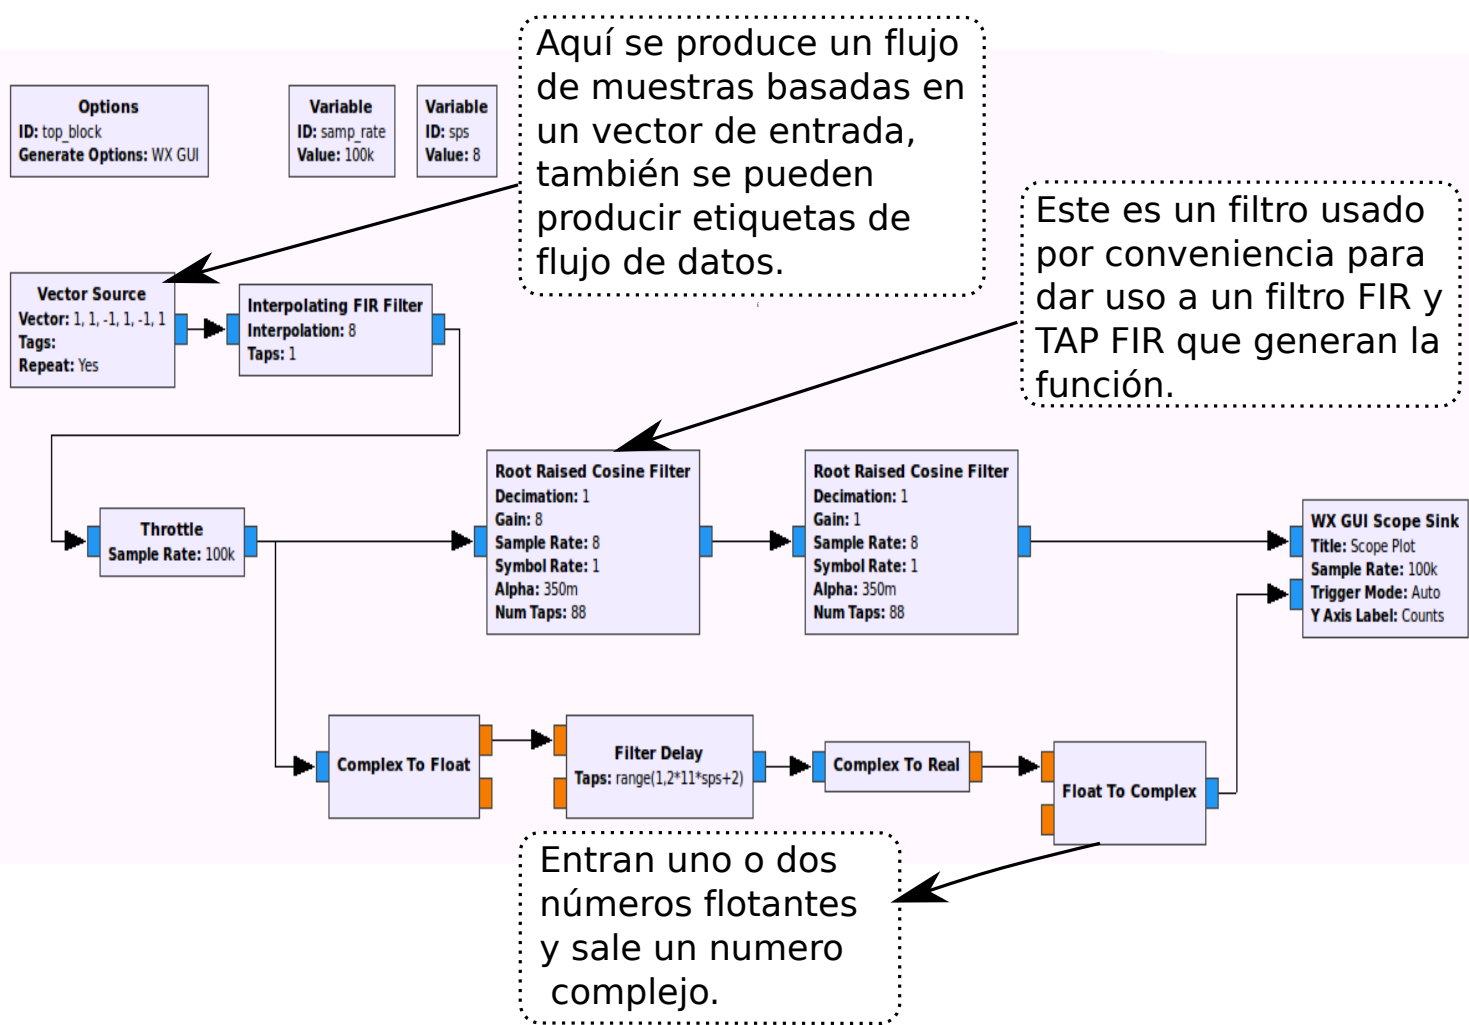 Aquí se produce un flujo
de muestras basadas en
un vector de entrada,
también se pueden
producir etiquetas de
flujo de datos.
Options
ID: top_block
Generate Options: WX GUI
Variable
ID: samp_rate
Value: 100k
Variable
ID: sps
Value: 8
Este es un filtro usado
por conveniencia para
dar uso a un filtro FIR y
TAP FIR que generan la
función.
Vector Source
Vector: 1, 1, -1, 1, -1, 1
Tags:
Repeat: Yes
Interpolating FIR Filter
Interpolation: 8
Taps: 1
Throttle
Sample Rate: 100k
Root Raised Cosine Filter
Decimation: 1
Gain: 8
Sample Rate: 8
Symbol Rate: 1
Alpha: 350m
Num Taps: 88
Root Raised Cosine Filter
Decimation: 1
Gain: 1
Sample Rate: 8
Symbol Rate: 1
Alpha: 350m
Num Taps: 88
WX GUI Scope Sink
Title: Scope Plot
Sample Rate: 100k
Trigger Mode: Auto
Y Axis Label: Counts
Complex To Float
Filter Delay
Taps: range(1,2*11*sps+2)
Complex To Real
Float To Complex
Entran uno o dos
números flotantes
y sale un numero
complejo.